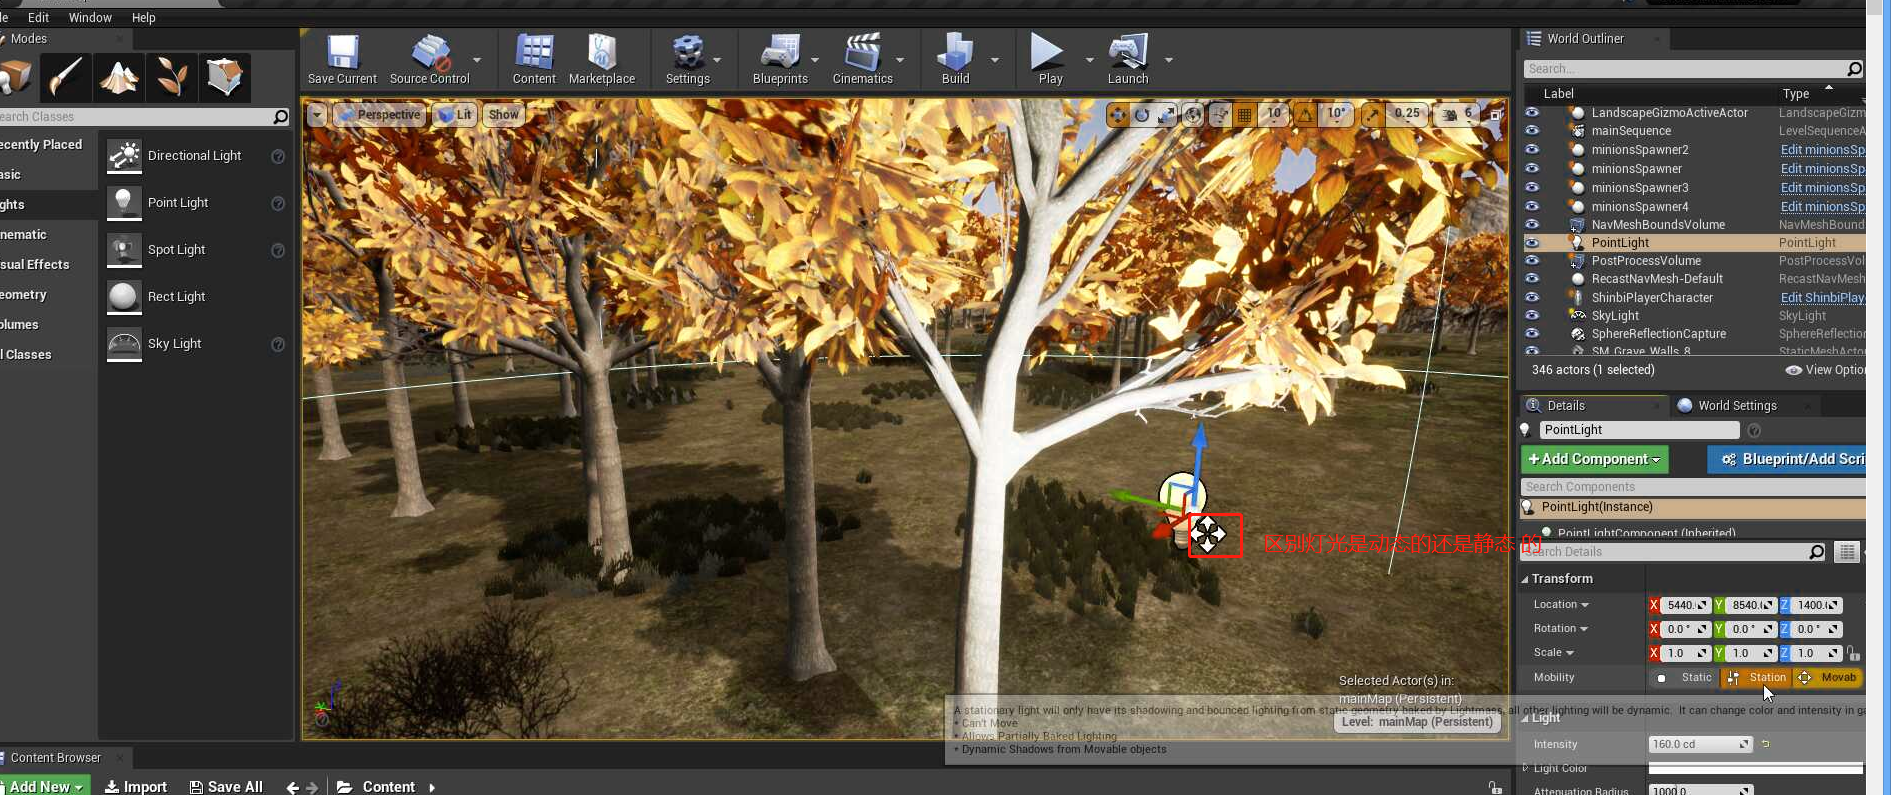 le Edit Window Help
Modes
Save Current Source Control Content Marketplace Settings Blueprints Cinematics Build Play Launch
earch Classes
ecently Placed
asic
ghts
nematic
sual Effects
eometry
olumes
l Classes
Directional Light
Point Light
Spot Light
Rect Light
Sky Light
Perspective Lit Show
10 10° 0.25 6
区别灯光是动态的还是静态 的
Selected Actor(s) in:
mainMap (Persistent)
Level: mainMap (Persistent)
A stationary light will only have its shadowing and bounced lighting from static geometry baked by Lightmass, all other lighting will be dynamic. It can change color and intensity in ga
• Can't Move
• Allows Partially Baked Lighting
• Dynamic Shadows from Movable objects
World Outliner
Search...
Label Type
LandscapeGizmoActiveActor LandscapeGizm
mainSequence LevelSequenceA
minionsSpawner2 Edit minionsSp
minionsSpawner Edit minionsSp
minionsSpawner3 Edit minionsSp
minionsSpawner4 Edit minionsSp
NavMeshBoundsVolume NavMeshBound
PointLight PointLight
PostProcessVolume PostProcessVol
RecastNavMesh-Default RecastNavMesh
ShinbiPlayerCharacter Edit ShinbiPlay
SkyLight SkyLight
SphereReflectionCapture SphereReflection
SM_Grave_Walls_8 StaticMeshActo
346 actors (1 selected) View Option
Details World Settings
PointLight
+ Add Component Blueprint/Add Scri
Search Components
PointLight(Instance)
PointLightComponent (Inherited)
Search Details
Transform
Location X 5440. Y 8540. Z 1400.
Rotation X 0.0 ° Y 0.0 ° Z 0.0 °
Scale X 1.0 Y 1.0 Z 1.0
Mobility Static Station Movab
Light
Intensity 160.0 cd
Light Color
Attenuation Radius 1000.0
Content Browser
Add New Import Save All Content